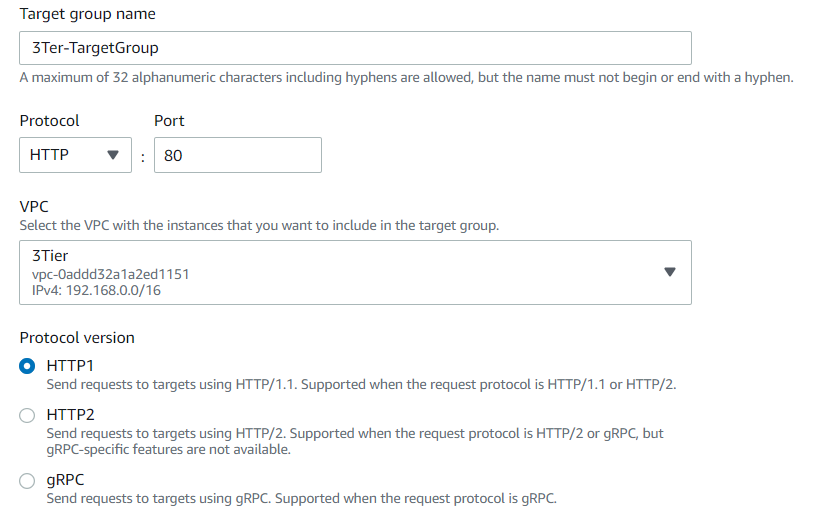 Target group name
3Ter-TargetGroup
A maximum of 32 alphanumeric characters including hyphens are allowed, but the name must not begin or end with a hyphen.
Protocol Port
HTTP : 80
VPC
Select the VPC with the instances that you want to include in the target group.
3Tier
vpc-0addd32a1a2ed1151
IPv4: 192.168.0.0/16
Protocol version
HTTP1
Send requests to targets using HTTP/1.1. Supported when the request protocol is HTTP/1.1 or HTTP/2.
HTTP2
Send requests to targets using HTTP/2. Supported when the request protocol is HTTP/2 or gRPC, but
gRPC-specific features are not available.
gRPC
Send requests to targets using gRPC. Supported when the request protocol is gRPC.